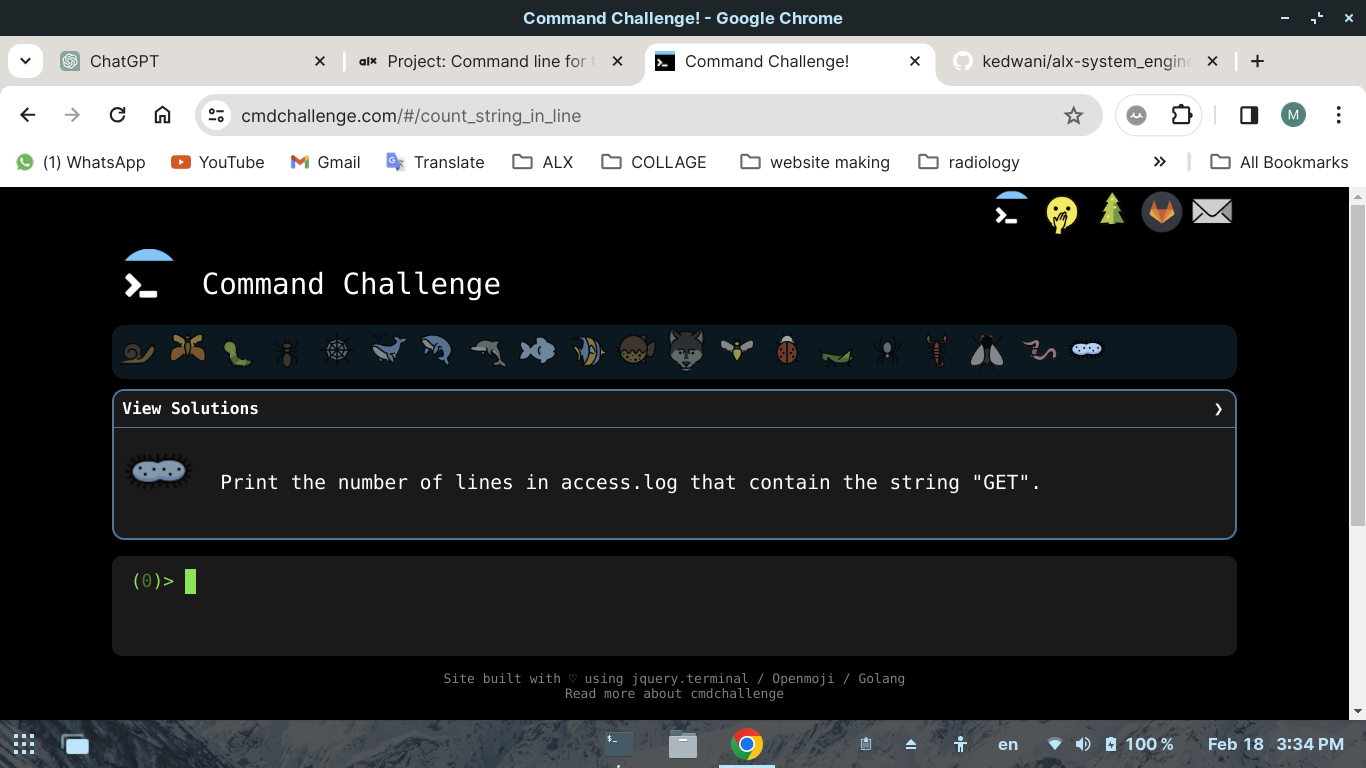 Command Challenge! - Google Chrome
ChatGPT
alx Project: Command line for t
Command Challenge!
kedwani/alx-system_engine
cmdchallenge.com/#/count_string_in_line
M
(1) WhatsApp YouTube Gmail Translate ALX COLLAGE website making radiology » All Bookmarks
Command Challenge
View Solutions
Print the number of lines in access.log that contain the string "GET".
(0)>
Site built with ♡ using jquery.terminal / Openmoji / Golang
Read more about cmdchallenge
en 100 % Feb 18 3:34 PM